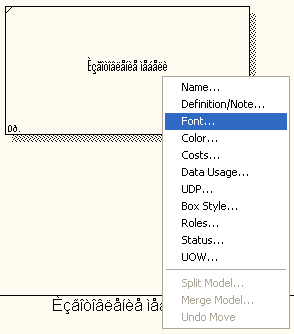 Èçãîòîâëåíèå ìåáåëè
0ð.
Name...
Definition/Note...
Font...
Color...
Costs...
Data Usage...
UDP...
Box Style...
Roles...
Status...
UOW...
Split Model...
Merge Model...
Undo Move
Èçãîòîâëåíèå